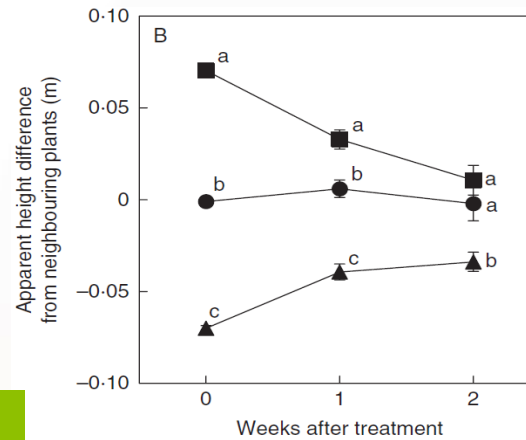 B
0·10
0·05
0
−0·05
−0·10
Apparent height difference
from neighbouring plants (m)
a
a
a
b
b
a
c
c
b
0
1
2
Weeks after treatment